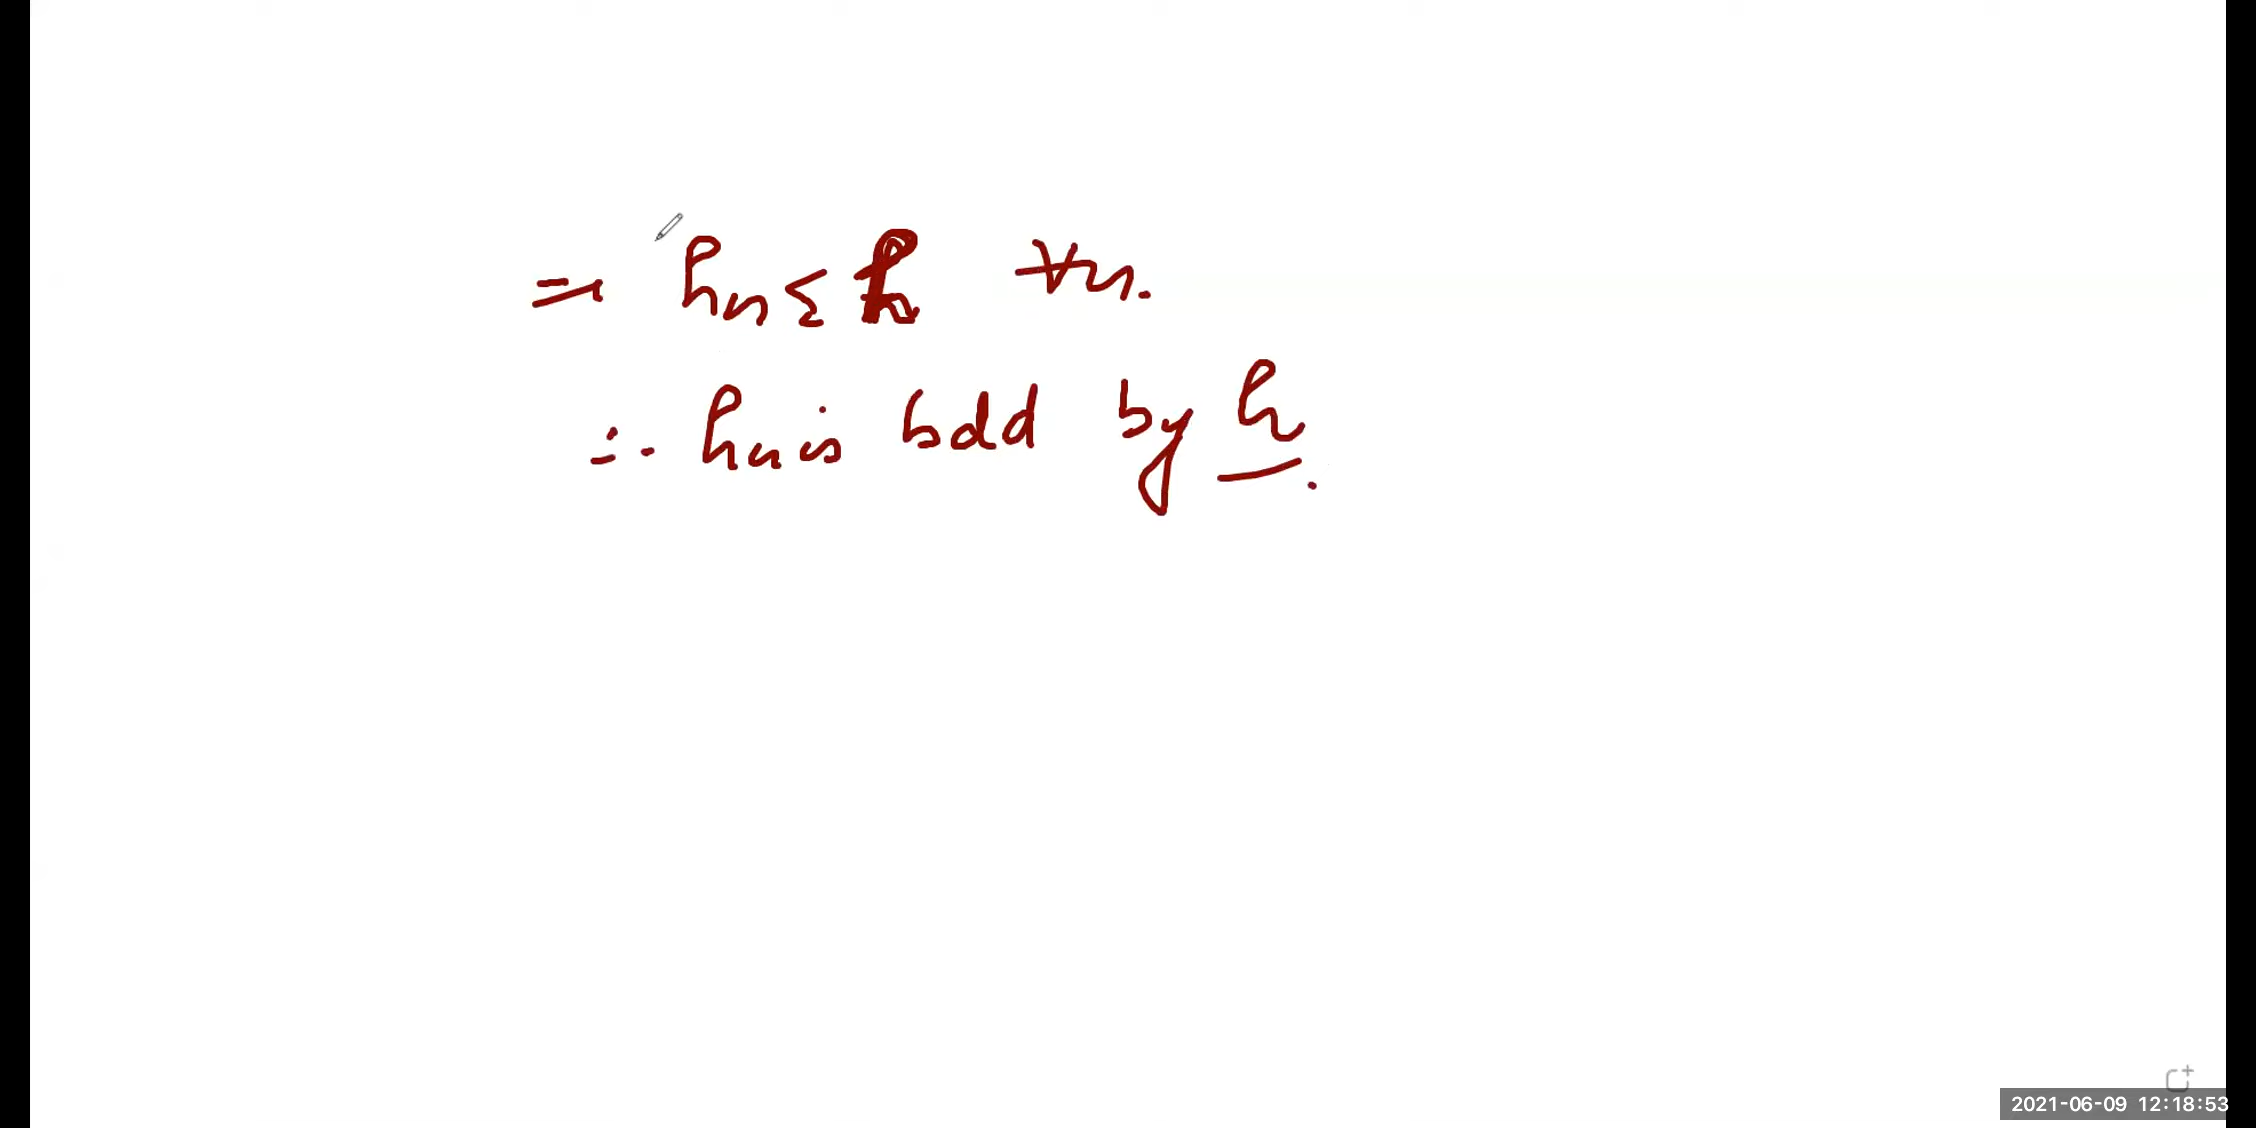 ⇒ hₙ ≤ h ∀n.
∴ hₙ is bdd by h.
2021-06-09 12:18:53